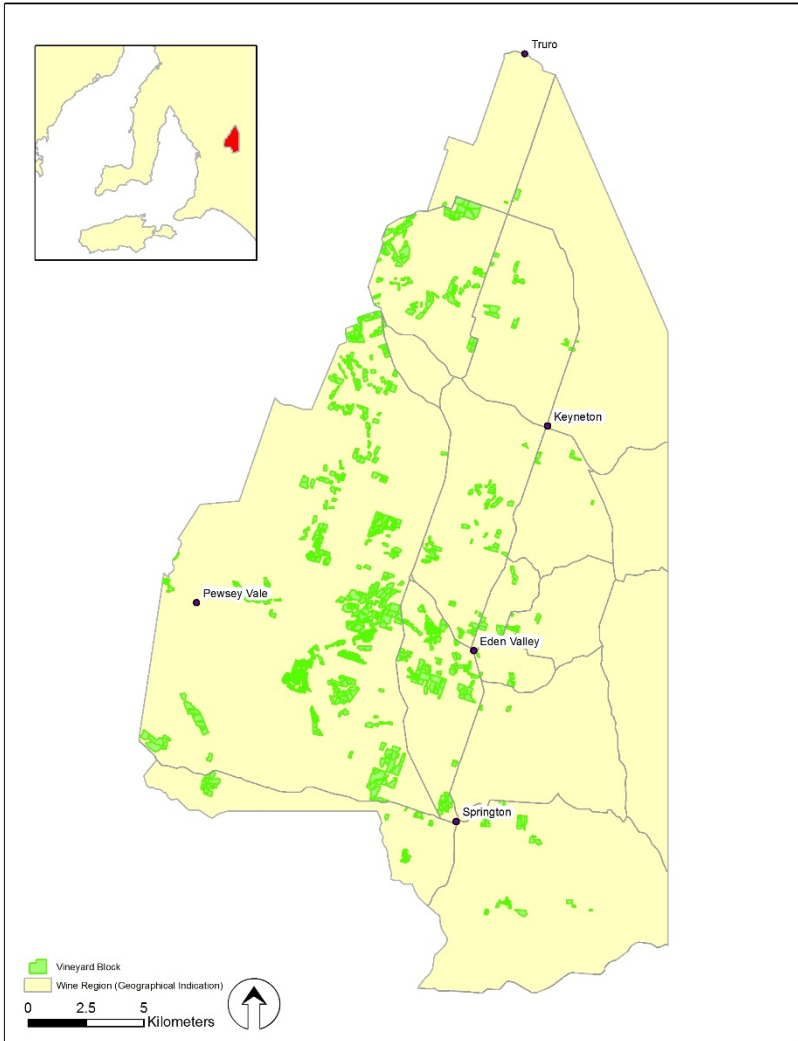 Truro
Keyneton
Pewsey Vale
Eden Valley
Springton
Vineyard Block
Wine Region (Geographical Indication)
0 2.5 5
Kilometers